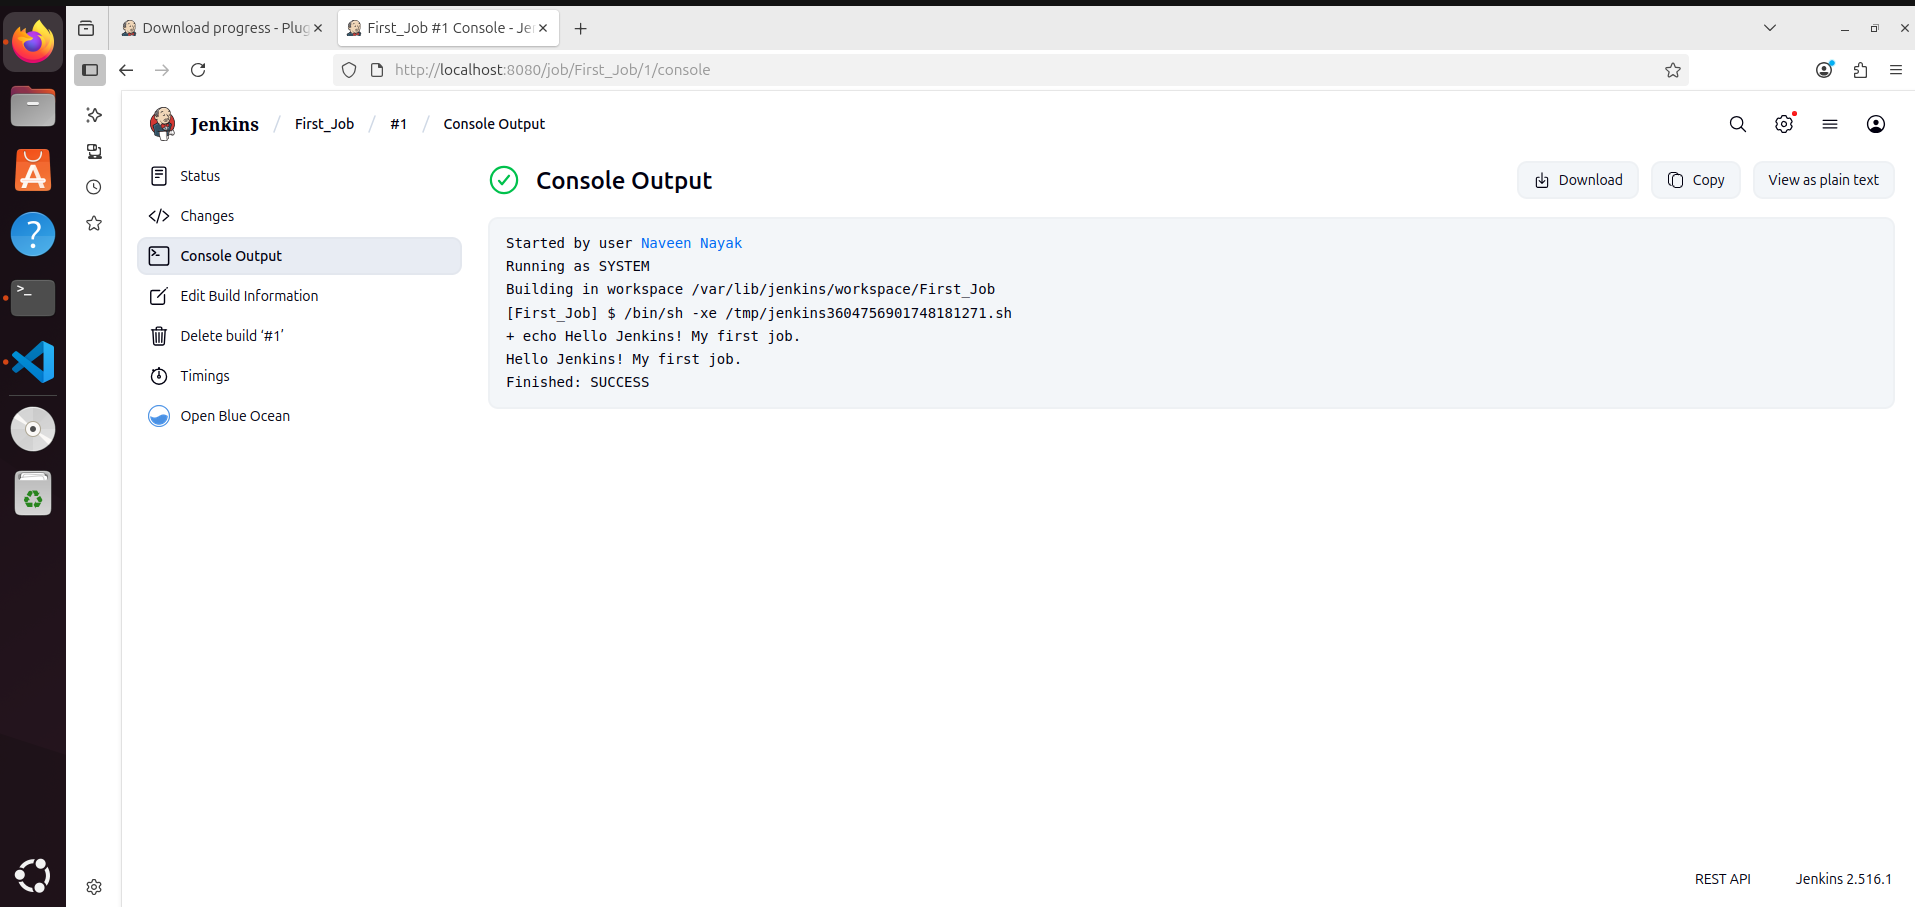 Download progress - Plug
First_Job #1 Console - Je
http://localhost:8080/job/First_Job/1/console
Jenkins / First_Job / #1 / Console Output
Status
Changes
Console Output
Edit Build Information
Delete build ‘#1’
Timings
Open Blue Ocean
Console Output
Download
Copy
View as plain text
Started by user Naveen Nayak
Running as SYSTEM
Building in workspace /var/lib/jenkins/workspace/First_Job
[First_Job] $ /bin/sh -xe /tmp/jenkins3604756901748181271.sh
+ echo Hello Jenkins! My first job.
Hello Jenkins! My first job.
Finished: SUCCESS
REST API
Jenkins 2.516.1